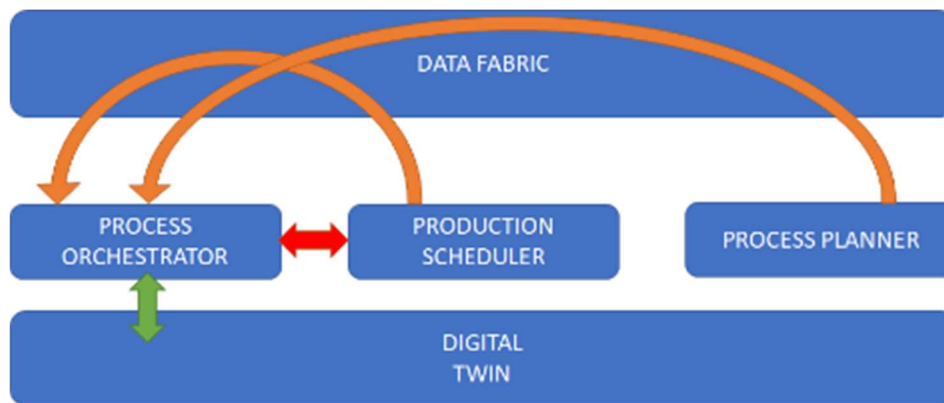 DATA FABRIC
PROCESS
ORCHESTRATOR
PRODUCTION
SCHEDULER
PROCESS PLANNER
DIGITAL
TWIN